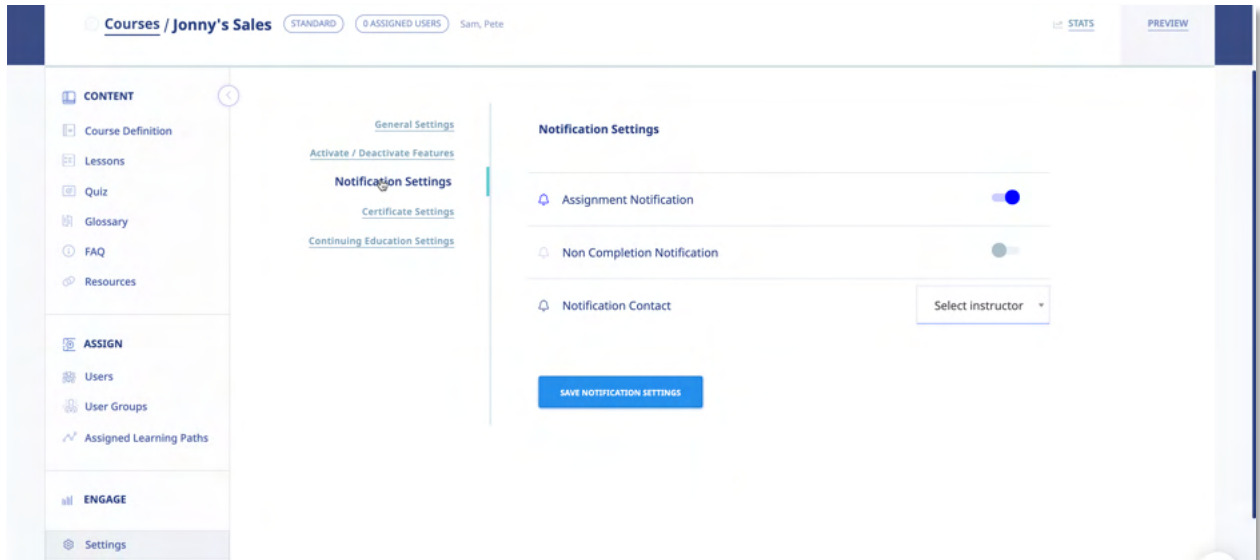 Courses / Jonny's Sales STANDARD 0 ASSIGNED USERS Sam, Pete STATS PREVIEW
CONTENT
Course Definition
Lessons
Quiz
Glossary
FAQ
Resources
ASSIGN
Users
User Groups
Assigned Learning Paths
ENGAGE
Settings
General Settings
Activate / Deactivate Features
Notification Settings
Certificate Settings
Continuing Education Settings
Notification Settings
Assignment Notification
Non Completion Notification
Notification Contact Select instructor
SAVE NOTIFICATION SETTINGS